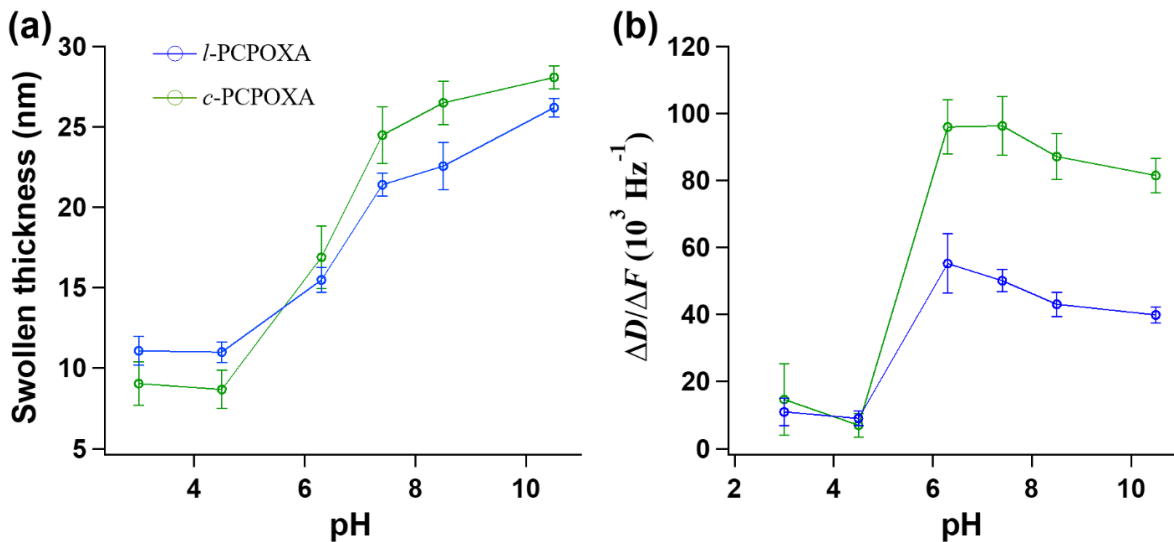 (a)
Swollen thickness (nm)
30
25
20
15
10
5
l-PCPOXA
c-PCPOXA
4
6
8
10
pH
(b)
ΔD/ΔF (10³ Hz⁻¹)
120
100
80
60
40
20
0
2
4
6
8
10
pH